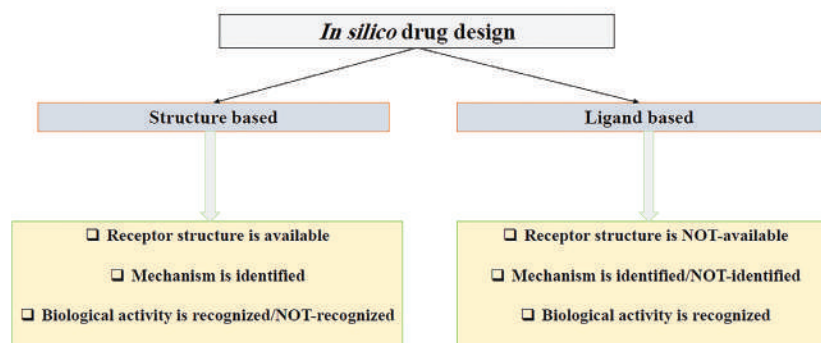 In silico drug design
Structure based
Ligand based
❑ Receptor structure is available
❑ Mechanism is identified
❑ Biological activity is recognized/NOT-recognized
❑ Receptor structure is NOT-available
❑ Mechanism is identified/NOT-identified
❑ Biological activity is recognized